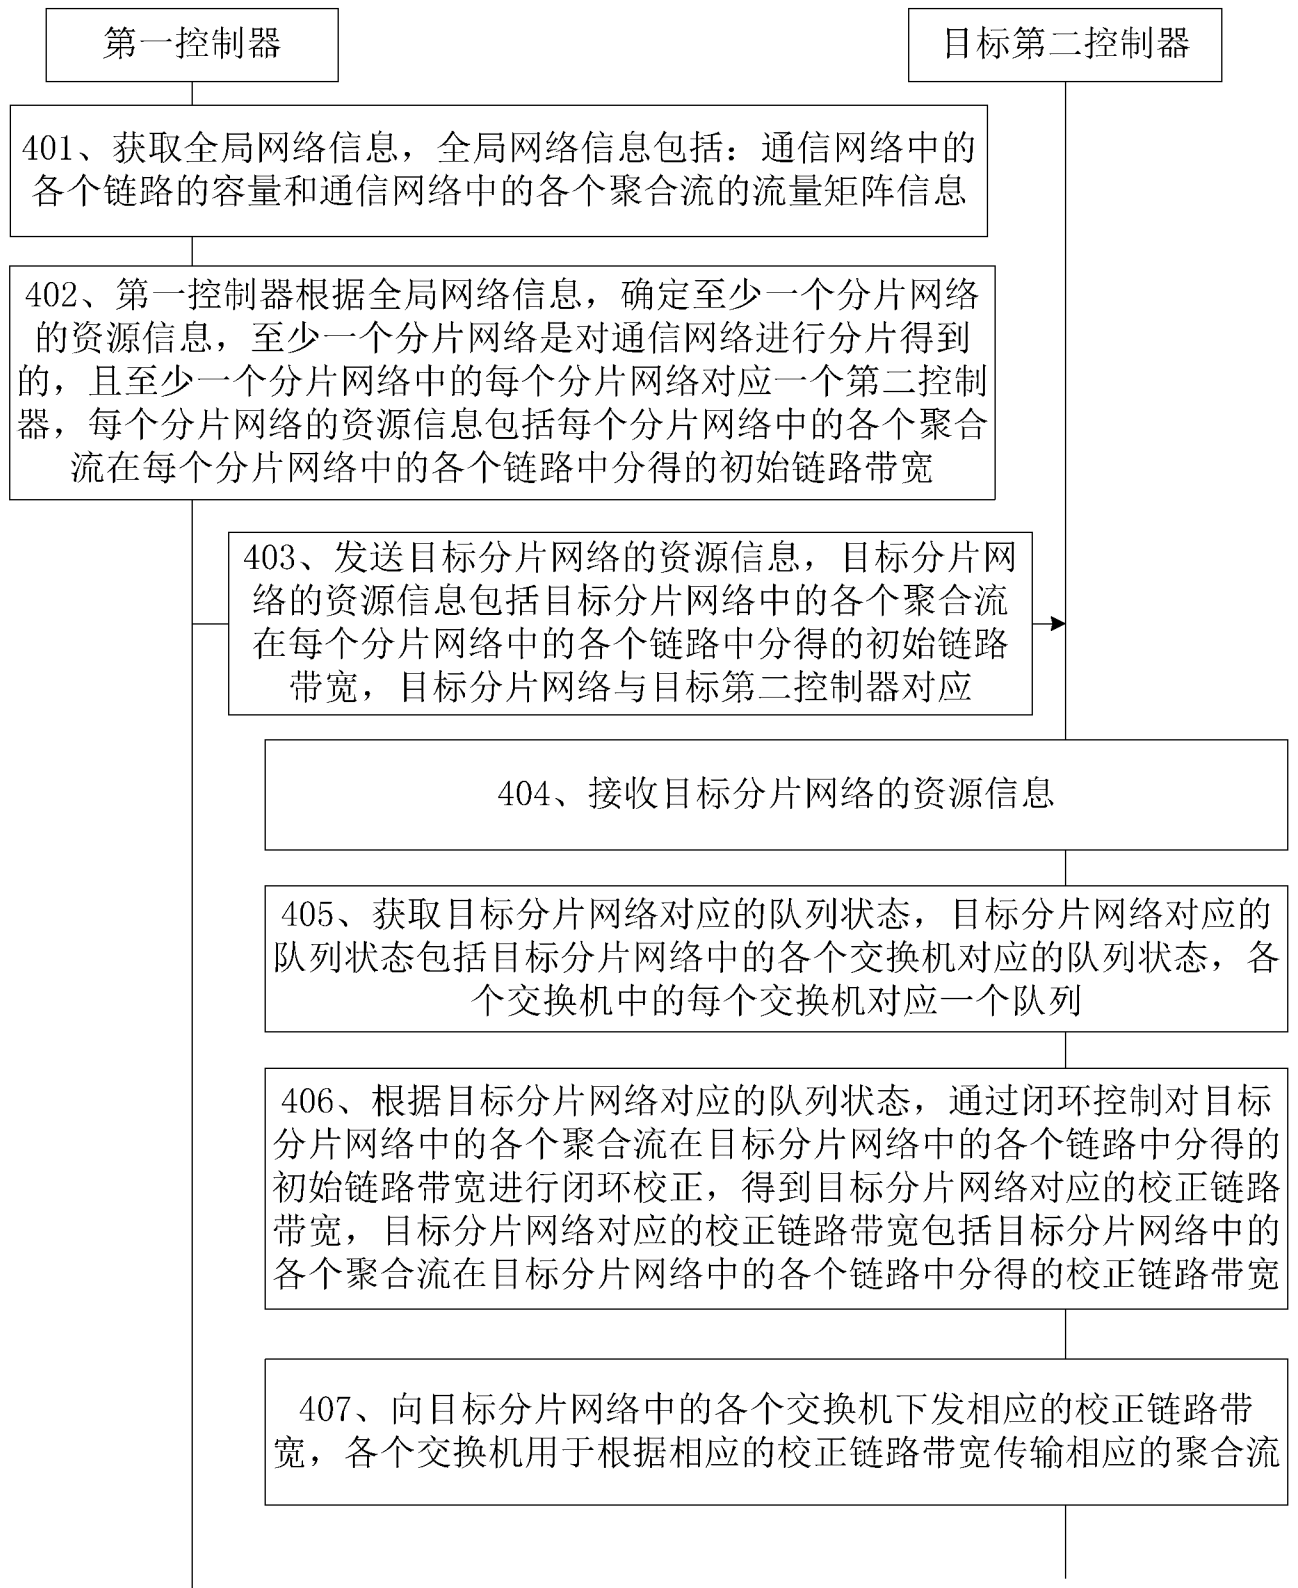 第一控制器
目标第二控制器
401、获取全局网络信息，全局网络信息包括：通信网络中的
各个链路的容量和通信网络中的各个聚合流的流量矩阵信息
402、第一控制器根据全局网络信息，确定至少一个分片网络
的资源信息，至少一个分片网络是对通信网络进行分片得到
的，且至少一个分片网络中的每个分片网络对应一个第二控制
器，每个分片网络的资源信息包括每个分片网络中的各个聚合
流在每个分片网络中的各个链路中分得的初始链路带宽
403、发送目标分片网络的资源信息，目标分片网
络的资源信息包括目标分片网络中的各个聚合流
在每个分片网络中的各个链路中分得的初始链路
带宽，目标分片网络与目标第二控制器对应
404、接收目标分片网络的资源信息
405、获取目标分片网络对应的队列状态，目标分片网络对应的
队列状态包括目标分片网络中的各个交换机对应的队列状态，各
个交换机中的每个交换机对应一个队列
406、根据目标分片网络对应的队列状态，通过闭环控制对目标
分片网络中的各个聚合流在目标分片网络中的各个链路中分得的
初始链路带宽进行闭环校正，得到目标分片网络对应的校正链路
带宽，目标分片网络对应的校正链路带宽包括目标分片网络中的
各个聚合流在目标分片网络中的各个链路中分得的校正链路带宽
407、向目标分片网络中的各个交换机下发相应的校正链路带
宽，各个交换机用于根据相应的校正链路带宽传输相应的聚合流